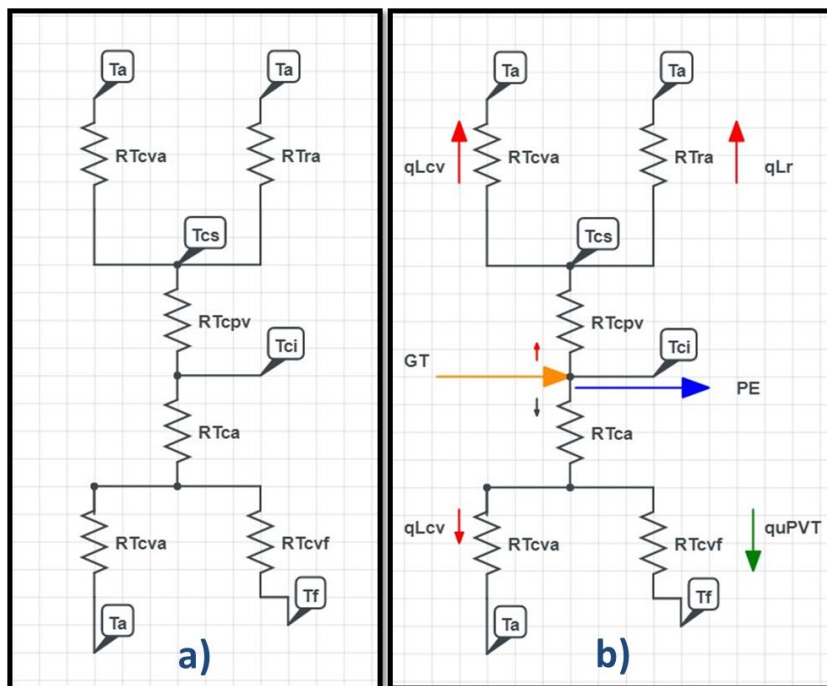 Ta
Ta
RTcva
RTra
Tcs
RTcpv
Tci
RTca
RTcva
RTcvf
Tf
Ta
a)
Ta
Ta
qLcv
RTcva
RTra
qLr
Tcs
RTcpv
Tci
GT
PE
RTca
qLcv
RTcva
RTcvf
quPVT
Tf
Ta
b)